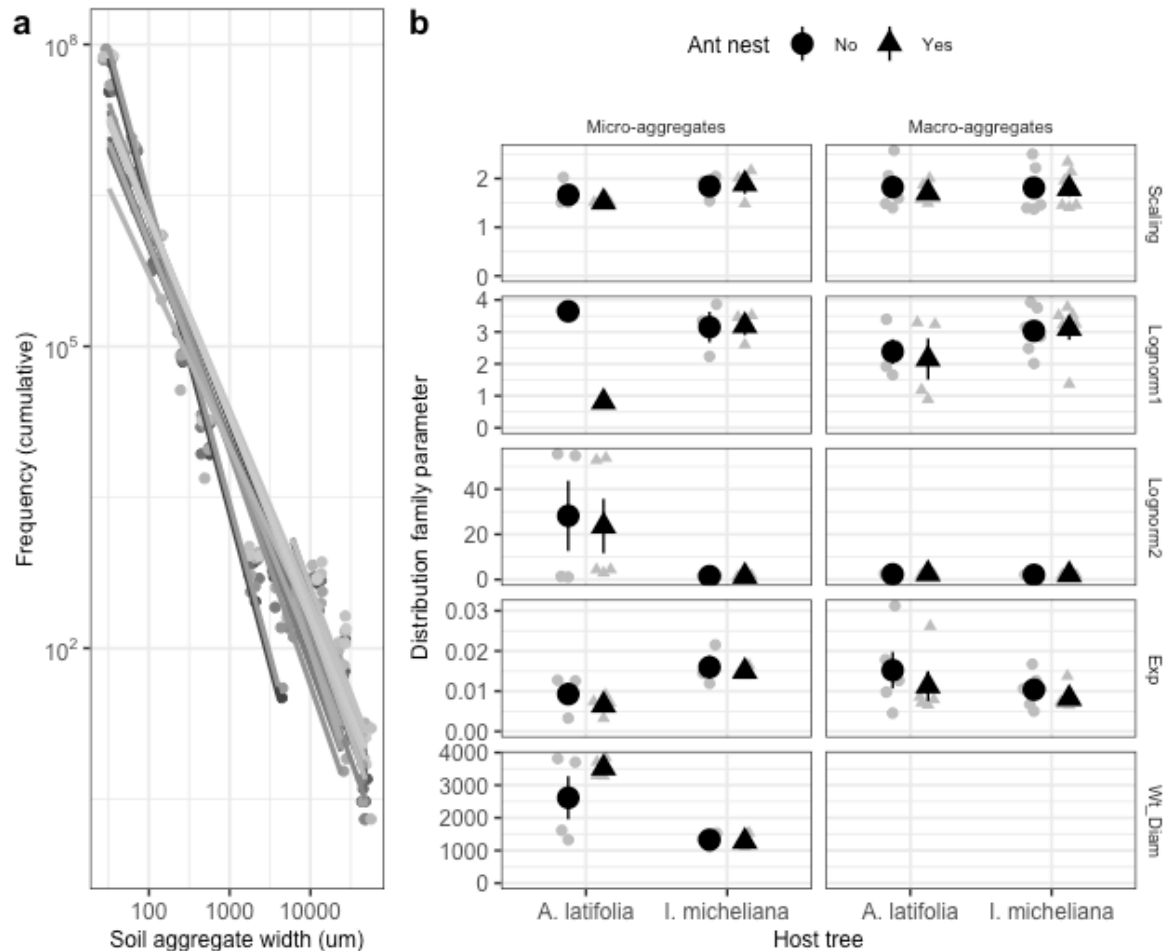 a
b
Ant nest No Yes
Micro-aggregates Macro-aggregates
Frequency (cumulative)
10^8
10^5
10^2
100 1000 10000
Soil aggregate width (um)
Distribution family parameter
2
1
0
Scaling
4
3
2
1
0
Lognorm1
40
20
0
Lognorm2
0.03
0.02
0.01
0.00
Exp
4000
3000
2000
1000
0
Wt_Diam
A. latifolia I. micheliana A. latifolia I. micheliana
Host tree